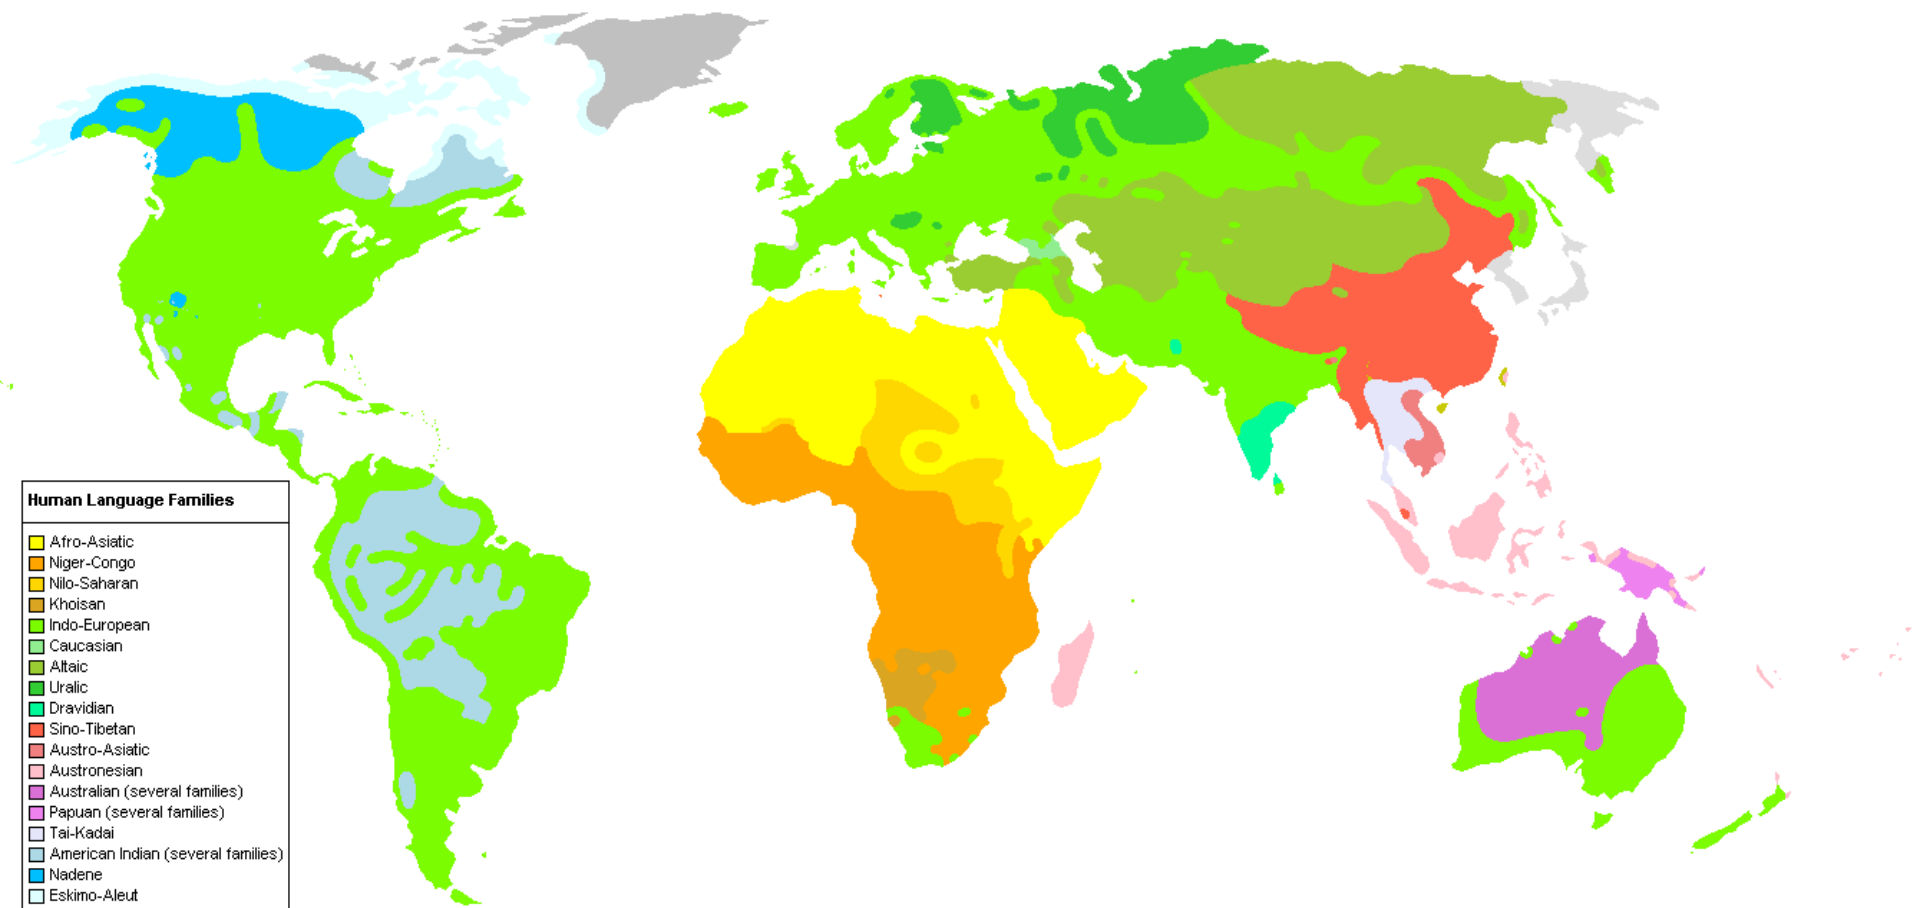 Human Language Families
Afro-Asiatic
Niger-Congo
Nilo-Saharan
Khoisan
Indo-European
Caucasian
Altaic
Uralic
Dravidian
Sino-Tibetan
Austro-Asiatic
Austronesian
Australian (several families)
Papuan (several families)
Tai-Kadai
American Indian (several families)
Nadene
Eskimo-Aleut